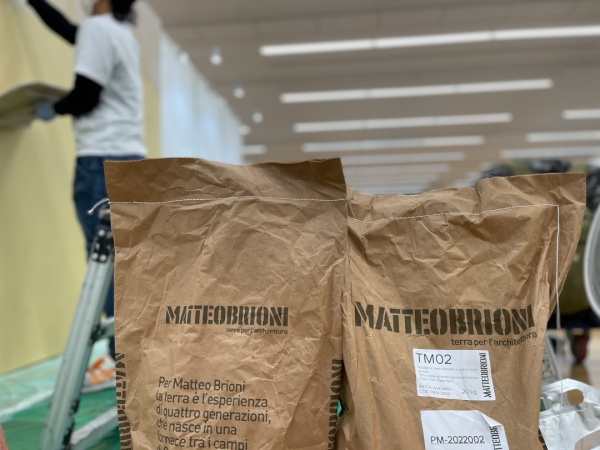 MATTEOBRIONI
terra per l'architettura
Per Matteo Brioni
la terra è l'esperienza
di quattro generazioni,
che nasce in una
fornace tra i campi
MATTEOBRIONI
terra per l'architettura
TM02
MATTEOBRIONI
PM-2022002